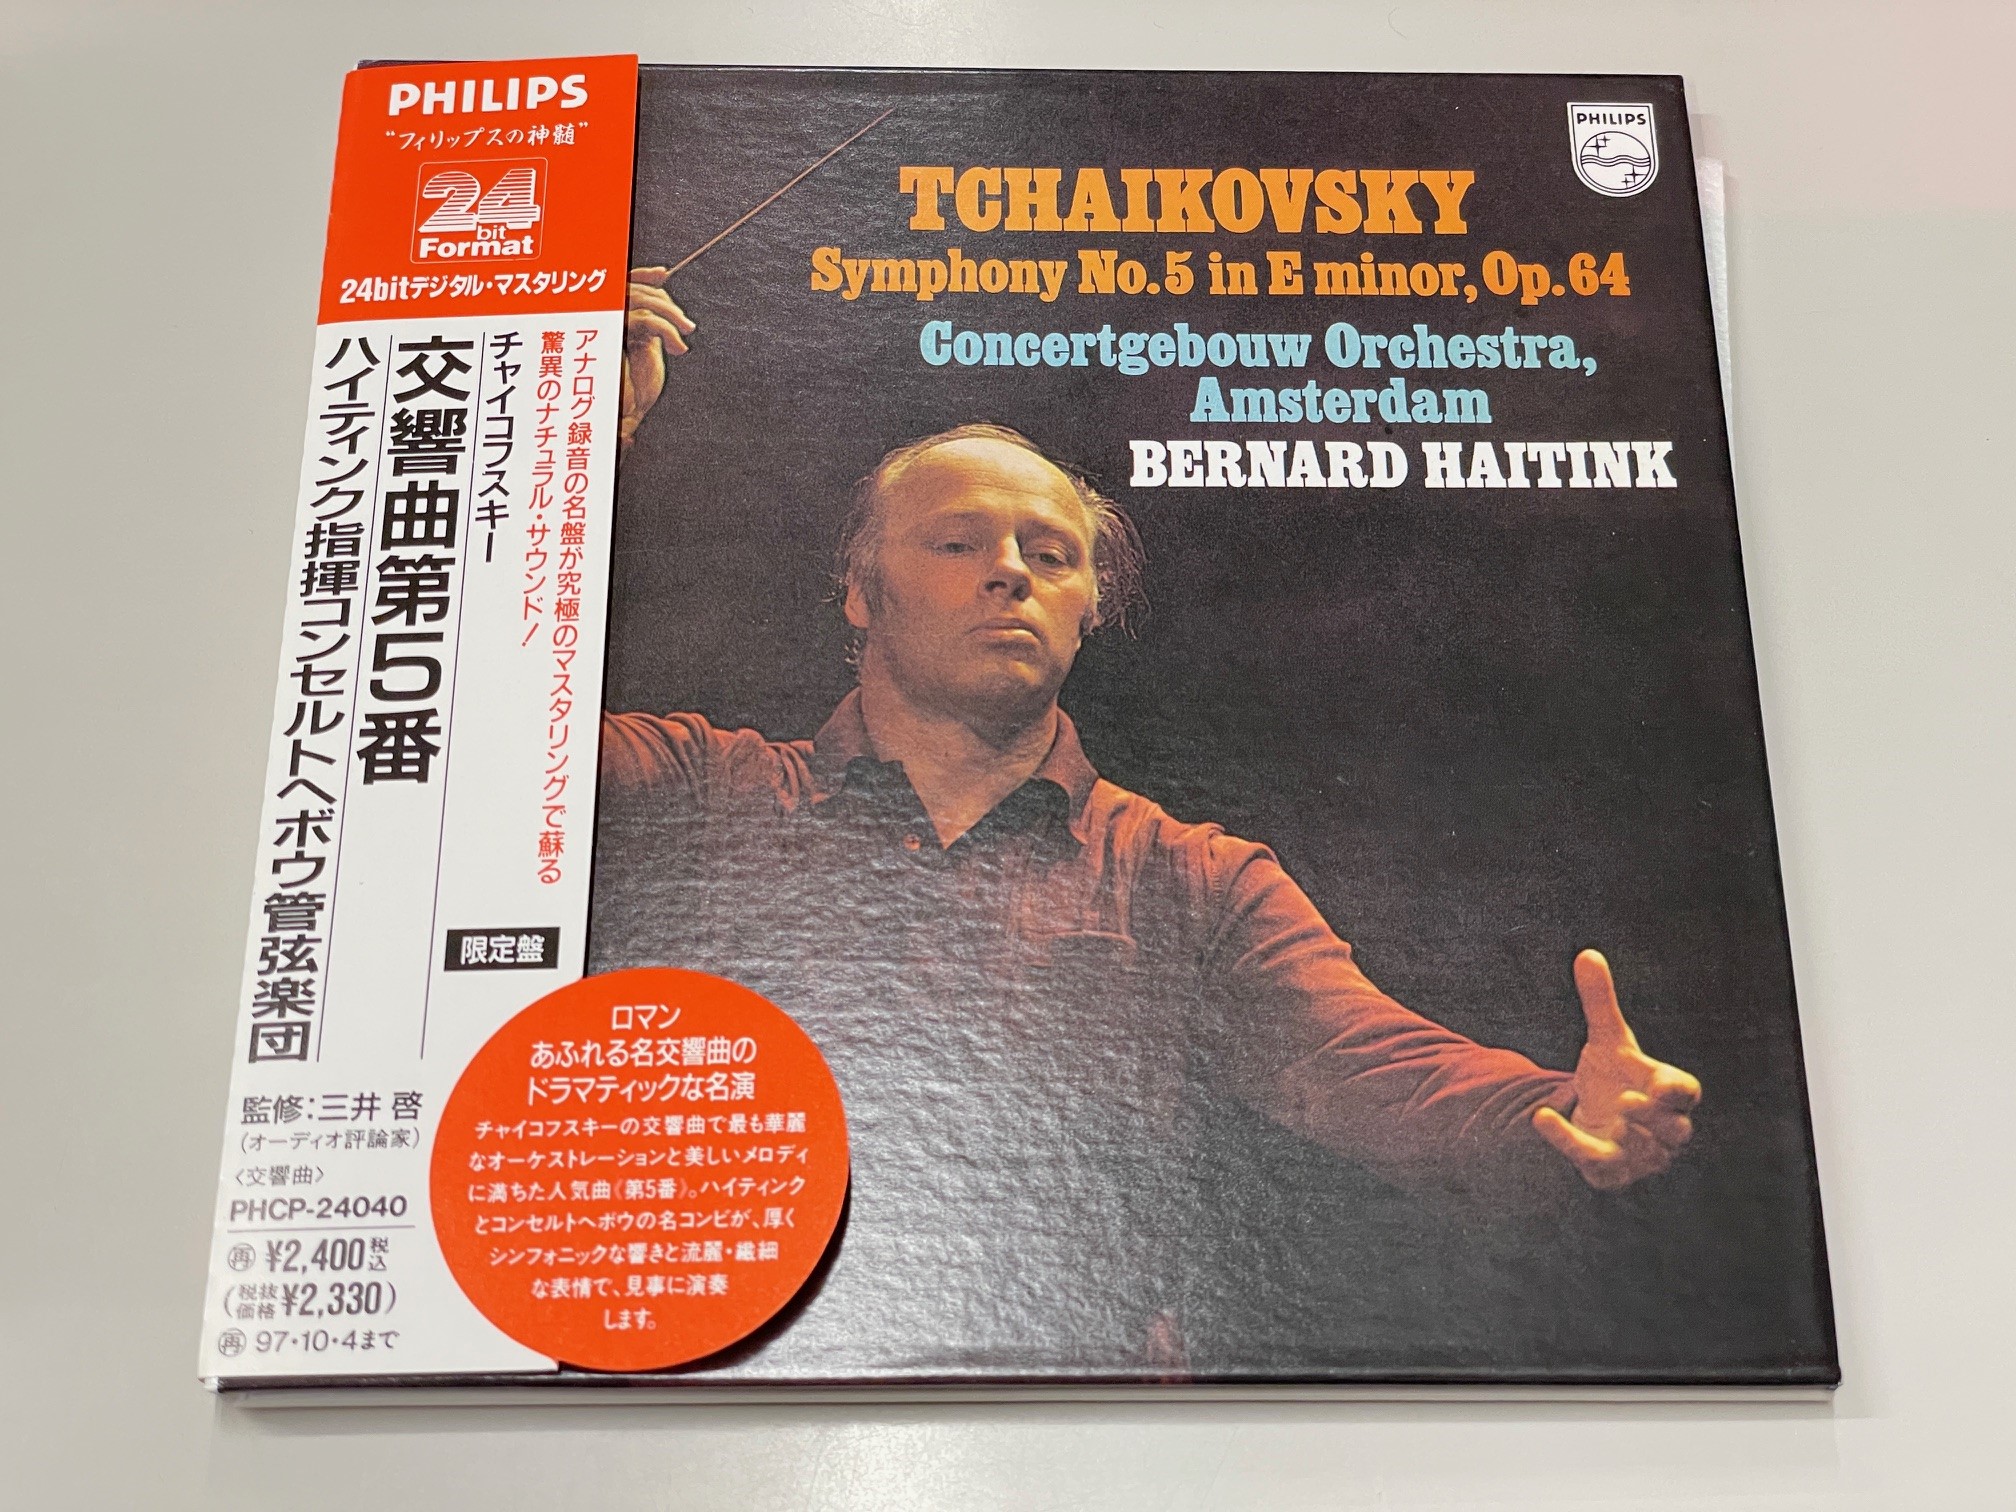 PHILIPS
“フィリップスの神髄”
24
bit
Format
24bitデジタル・マスタリング
アナログ録音の名盤が究極のマスタリングで蘇る
驚異のナチュラル・サウンド!
チャイコフスキー
交響曲第5番
ハイティンク指揮コンセルトヘボウ管弦楽団
限定盤
監修:三井 啓
(オーディオ評論家)
〈交響曲〉
PHCP-24040
再 ¥2,400税込
(税抜価格¥2,330)
再 97・10・4まで
ロマン
あふれる名交響曲の
ドラマティックな名演
チャイコフスキーの交響曲で最も華麗
なオーケストレーションと美しいメロディ
に満ちた人気曲《第5番》。ハイティンク
とコンセルトヘボウの名コンビが、厚く
シンフォニックな響きと流麗・繊細
な表情で、見事に演奏
します。
PHILIPS
TCHAIKOVSKY
Symphony No.5 in E minor, Op.64
Concertgebouw Orchestra,
Amsterdam
BERNARD HAITINK